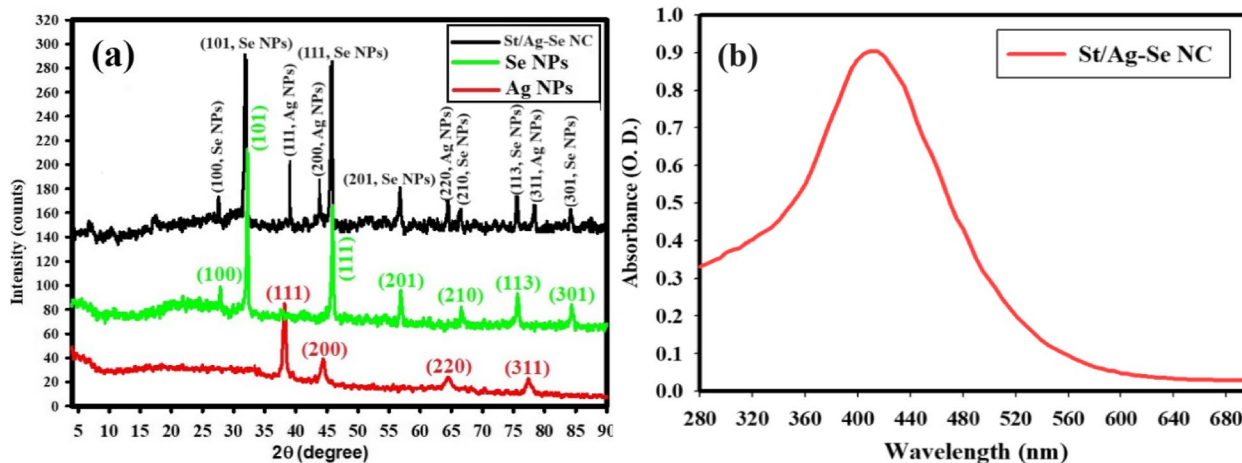 (a)
(101, Se NPs)
(111, Se NPs)
St/Ag-Se NC
Se NPs
Ag NPs
(100, Se NPs)
(101)
(111, Ag NPs)
(200, Ag NPs)
(201, Se NPs)
(220, Ag NPs)
(210, Se NPs)
(113, Se NPs)
(311, Ag NPs)
(301, Se NPs)
(100)
(111)
(201)
(210)
(113)
(301)
(111)
(200)
(220)
(311)
Intensity (counts)
320
300
280
260
240
220
200
180
160
140
120
100
80
60
40
20
0
5 10 15 20 25 30 35 40 45 50 55 60 65 70 75 80 85 90
2θ (degree)
(b)
St/Ag-Se NC
Absorbance (O. D.)
1.0
0.9
0.8
0.7
0.6
0.5
0.4
0.3
0.2
0.1
0.0
280 320 360 400 440 480 520 560 600 640 680
Wavelength (nm)